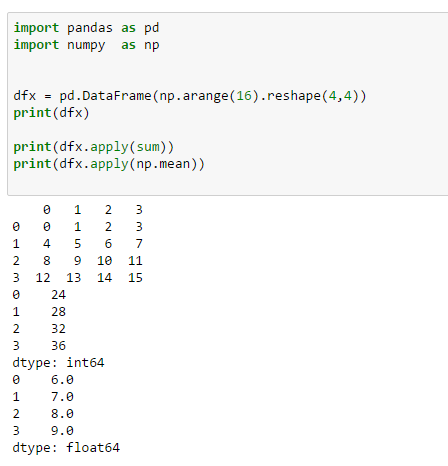 import pandas as pd
import numpy  as np
dfx = pd.DataFrame(np.arange(16).reshape(4,4))
print(dfx)
print(dfx.apply(sum))
print(dfx.apply(np.mean))
    0   1   2   3
0   0   1   2   3
1   4   5   6   7
2   8   9  10  11
3  12  13  14  15
0    24
1    28
2    32
3    36
dtype: int64
0    6.0
1    7.0
2    8.0
3    9.0
dtype: float64